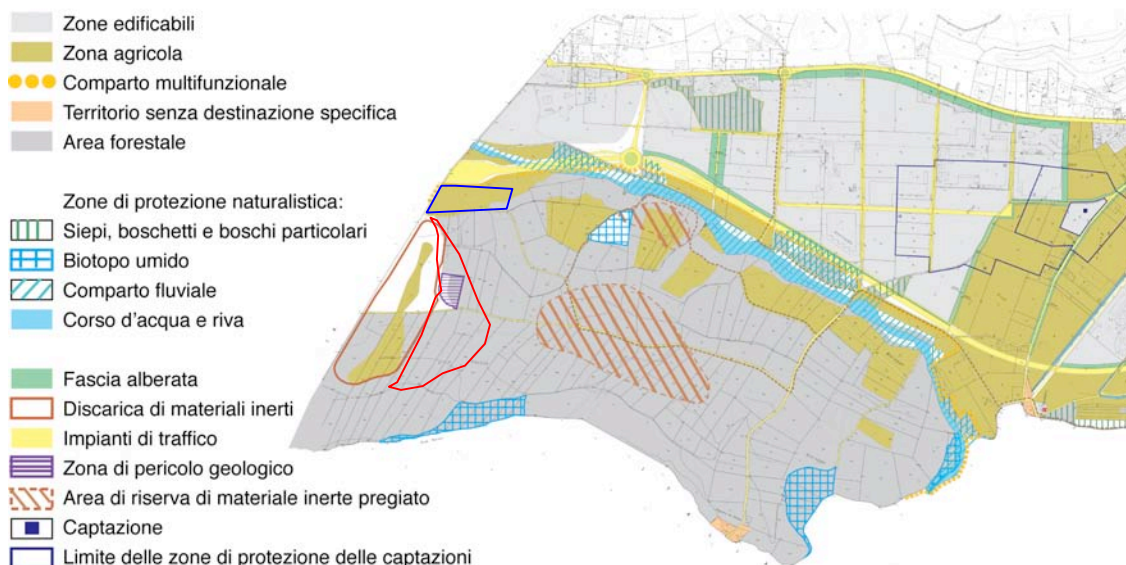 Zone edificabili
Zona agricola
Comparto multifunzionale
Territorio senza destinazione specifica
Area forestale
Zone di protezione naturalistica:
Siepi, boschetti e boschi particolari
Biotopo umido
Comparto fluviale
Corso d'acqua e riva
Fascia alberata
Discarica di materiali inerti
Impianti di traffico
Zona di pericolo geologico
Area di riserva di materiale inerte pregiato
Captazione
Limite delle zone di protezione delle captazioni